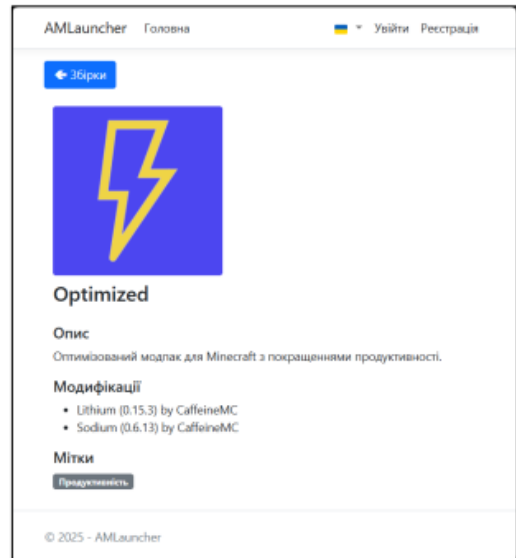 AMLauncher Головна Увійти Реєстрація
Збірки
Optimized
Опис
Оптимізований модпак для Minecraft з покращеннями продуктивності.
Модифікації
Lithium (0.15.3) by CaffeineMC
Sodium (0.6.13) by CaffeineMC
Мітки
Продуктивність
© 2025 - AMLauncher